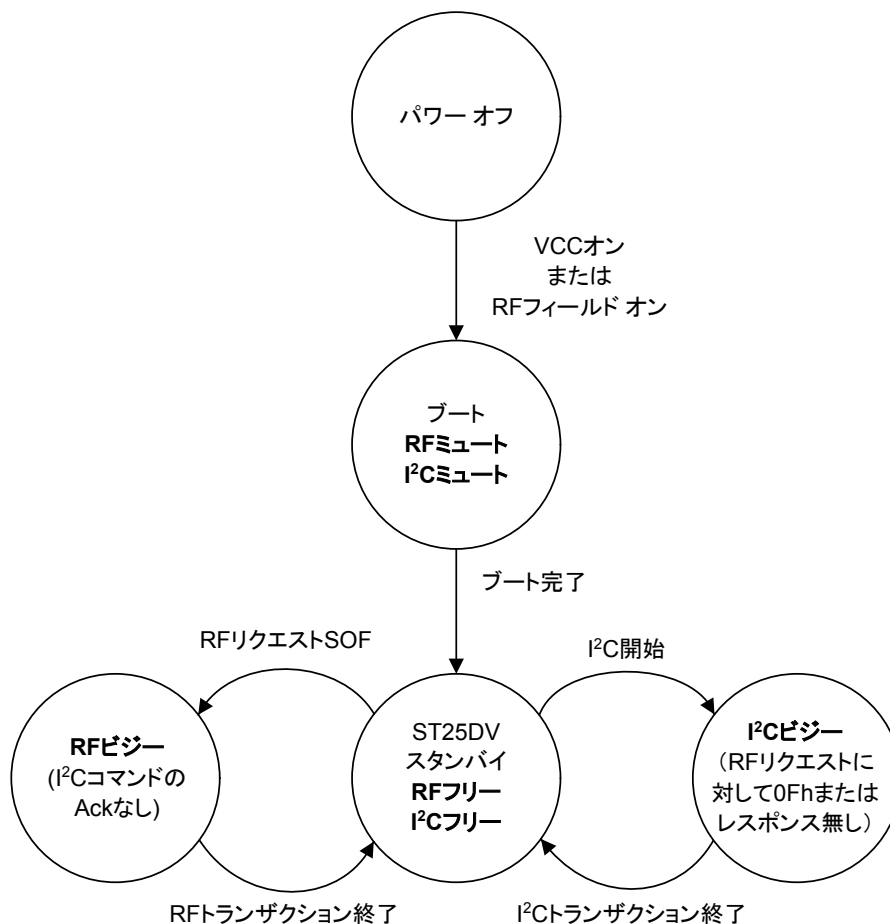 パワー オフ
VCCオン
または
RFフィールド オン
ブート
RFミュート
I²Cミュート
ブート完了
RFリクエストSOF
I²C開始
RFビジー
(I²Cコマンドの
Ackなし)
ST25DV
スタンバイ
RFフリー
I²Cフリー
I²Cビジー
（RFリクエストに
対して0Fhまたは
レスポンス無し）
RFトランザクション終了
I²Cトランザクション終了